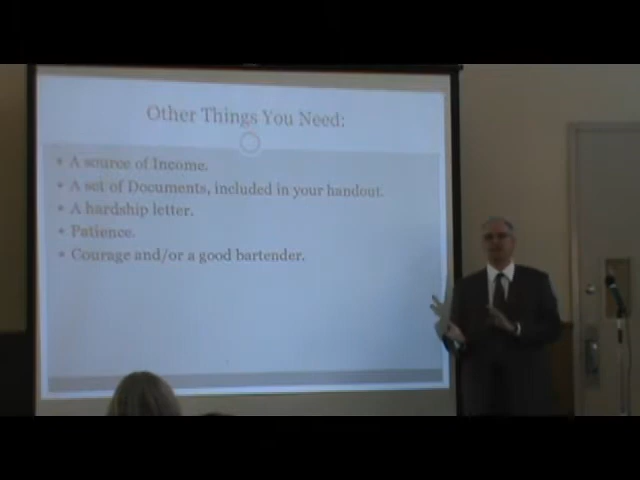 Other Things You Need:
A source of Income.
A set of Documents, included in your handout.
A hardship letter.
Patience.
Courage and/or a good bartender.